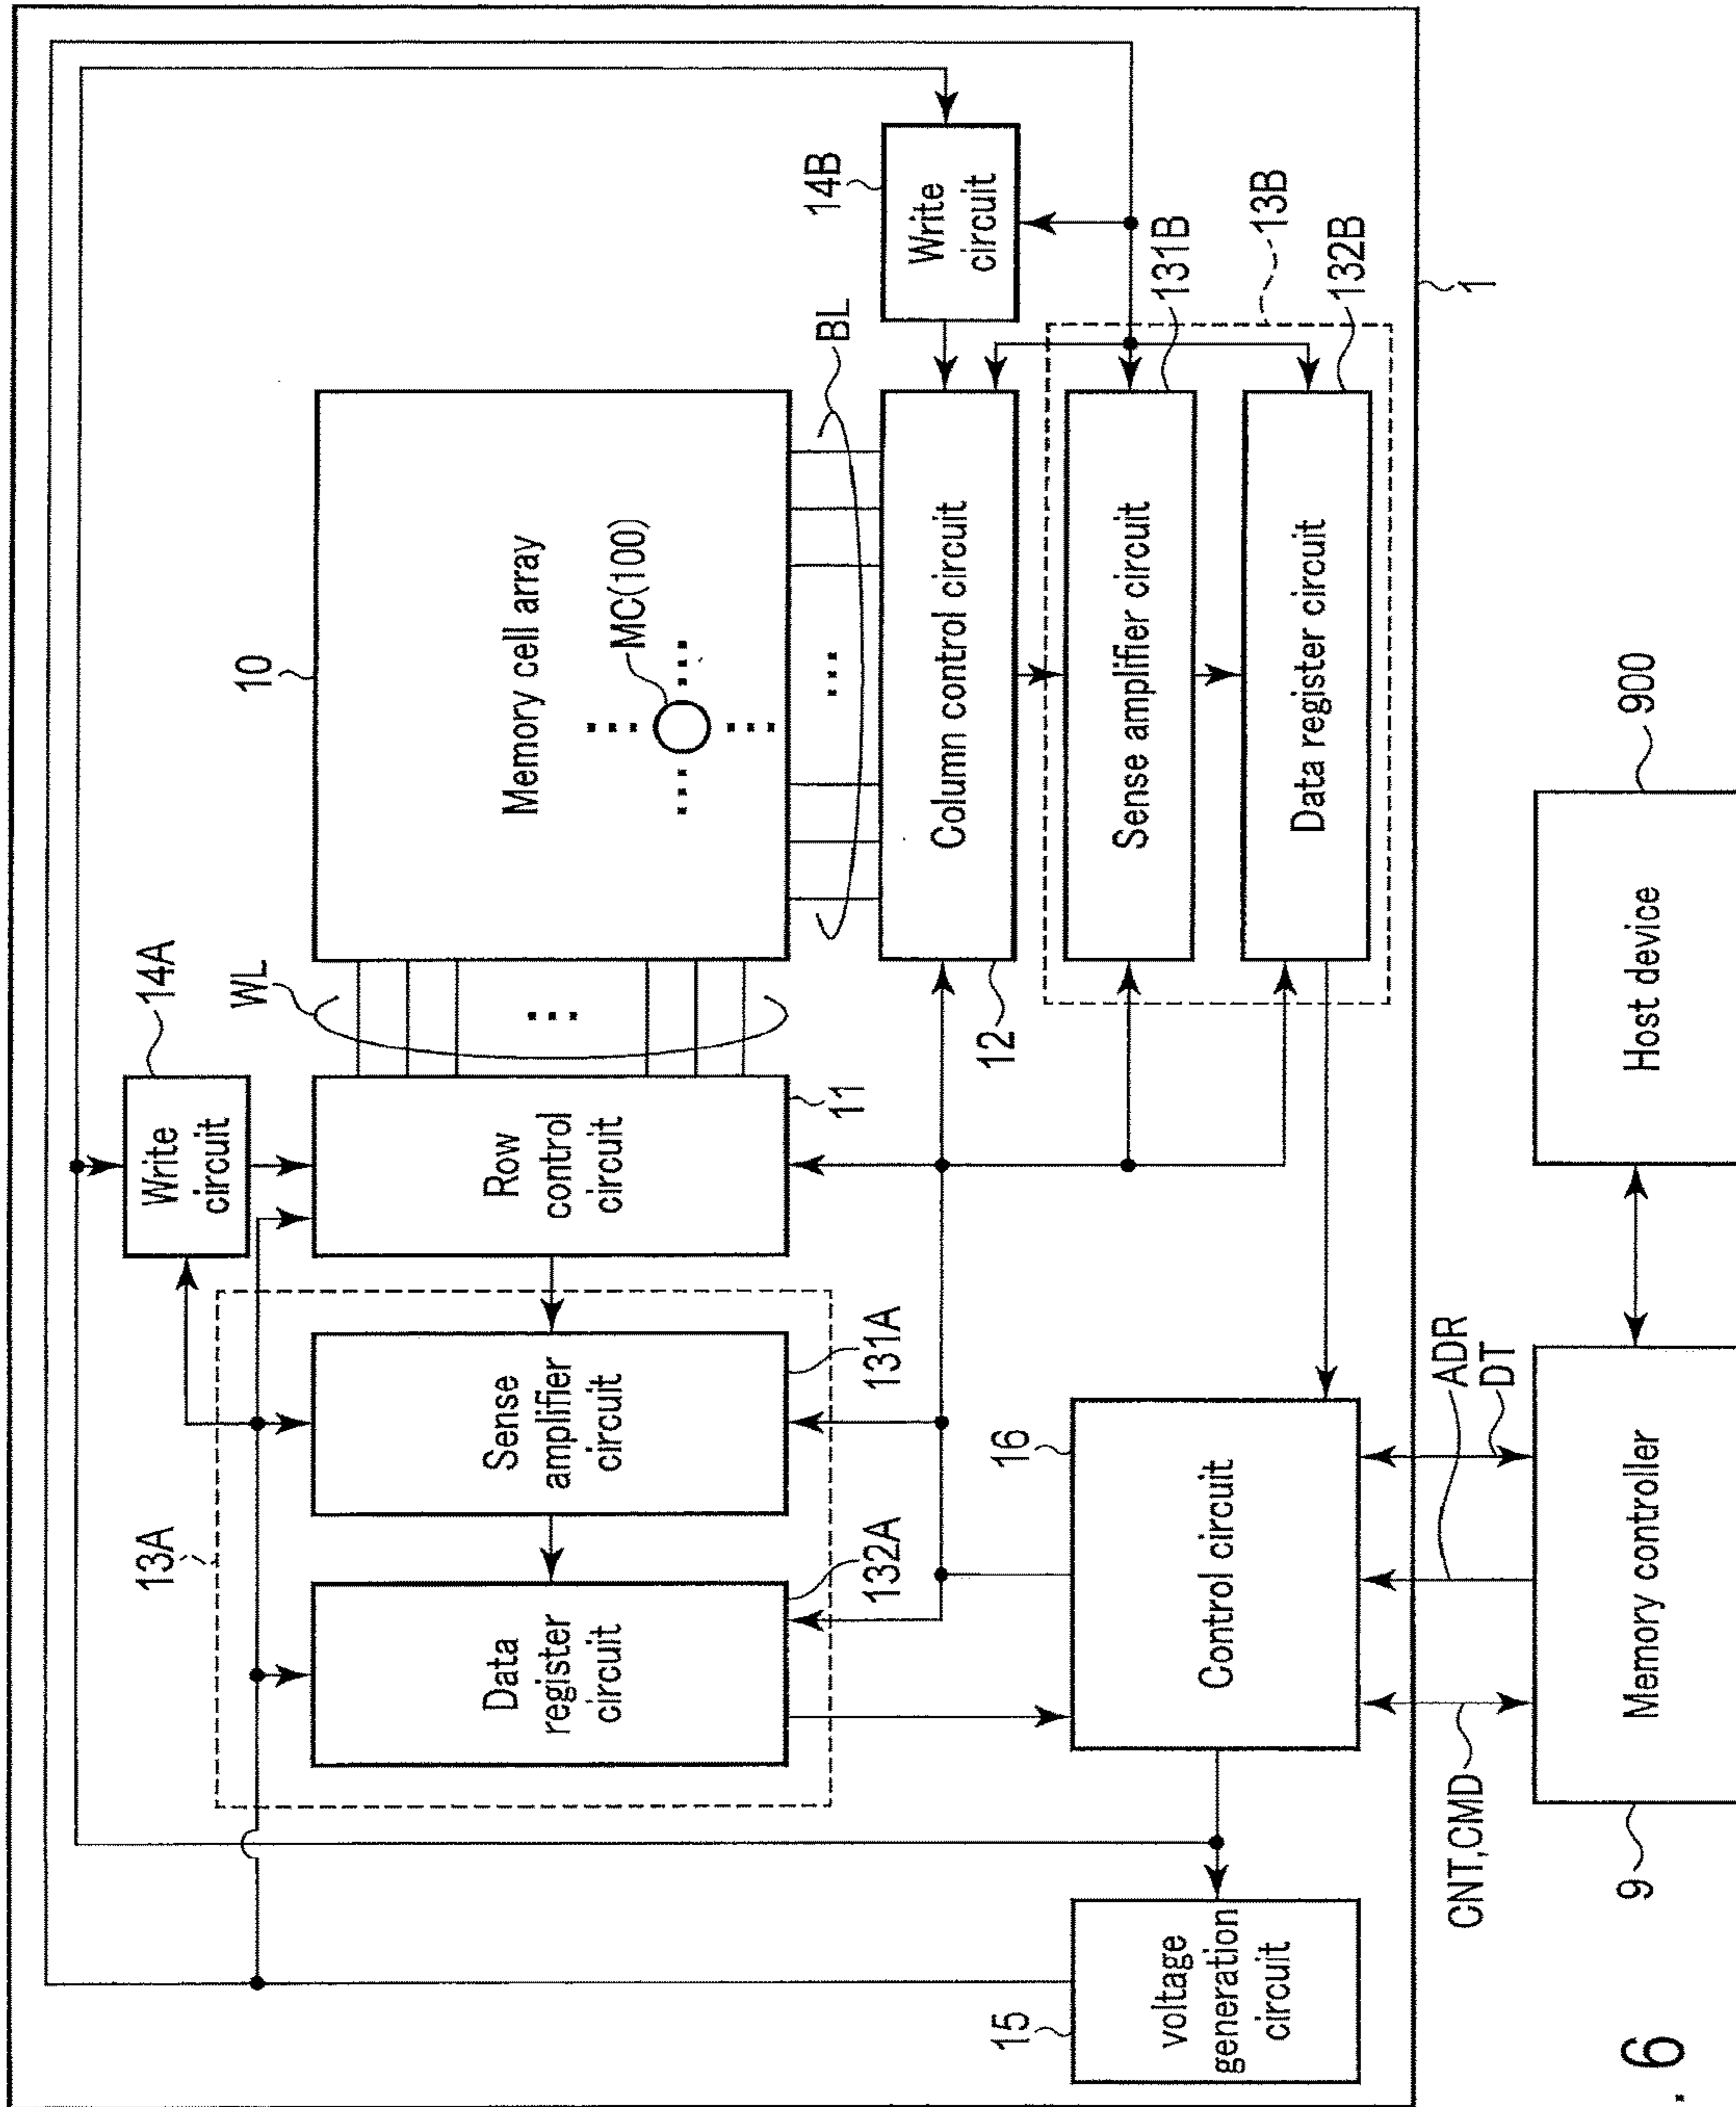 10
Memory cell array
MC(100)
WL
BL
14A
Write
circuit
14B
Write
circuit
11
Row
control
circuit
12
Column control circuit
13A
131A
Sense
amplifier
circuit
132A
Data
register
circuit
13B
131B
Sense amplifier circuit
132B
Data register circuit
15
voltage
generation
circuit
16
Control circuit
1
CNT,CMD
ADR
DT
9
Memory controller
900
Host device
. 6